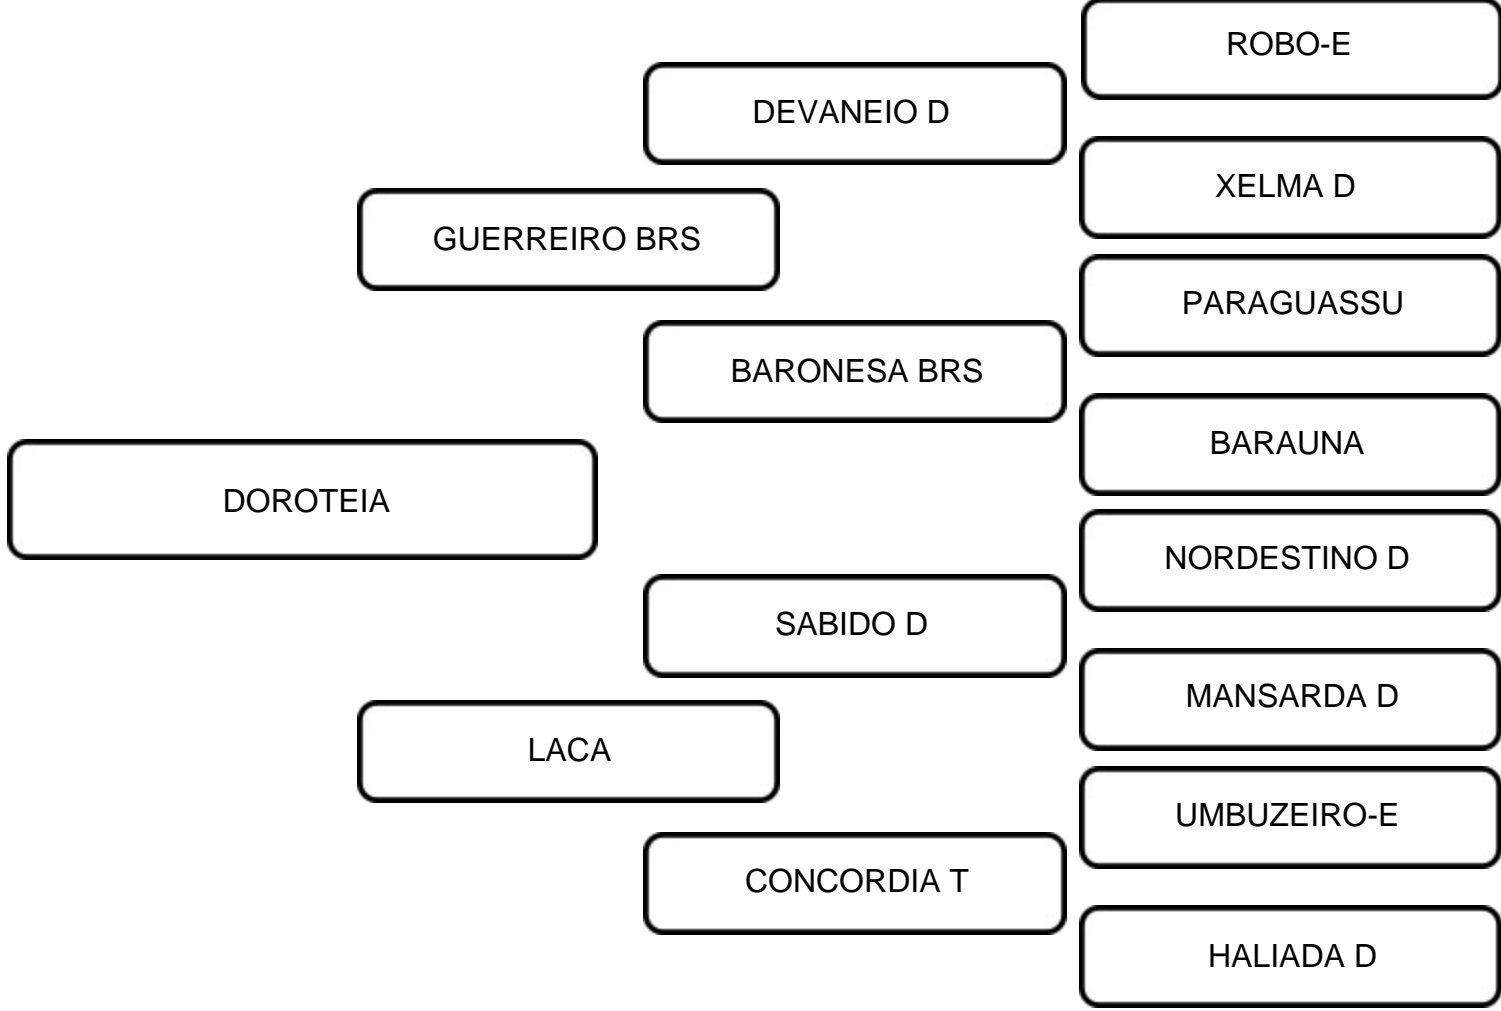 ROBO-E
DEVANEIO D
XELMA D
GUERREIRO BRS
PARAGUASSU
BARONESA BRS
BARAUNA
DOROTEIA
NORDESTINO D
SABIDO D
MANSARDA D
LACA
UMBUZEIRO-E
CONCORDIA T
HALIADA D